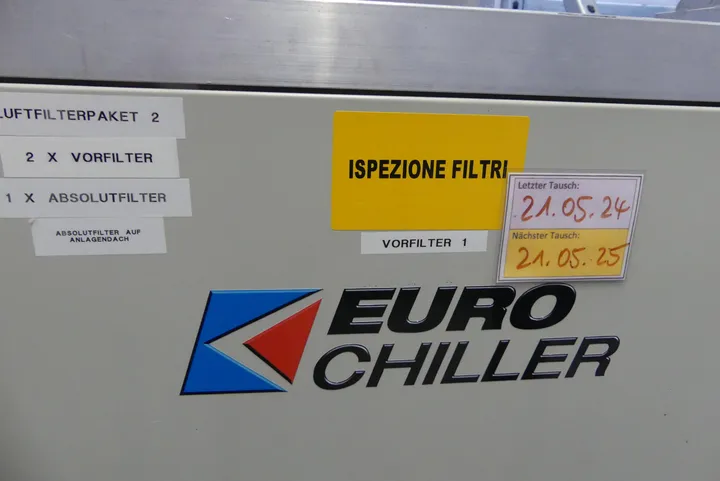 LUFTFILTERPAKET 2
2 X VORFILTER
1 X ABSOLUTFILTER
ABSOLUTFILTER AUF
ANLAGENDACH
ISPEZIONE FILTRI
VORFILTER 1
Letzter Tausch:
21.05.24
Nächster Tausch:
21.05.25
EURO
CHILLER